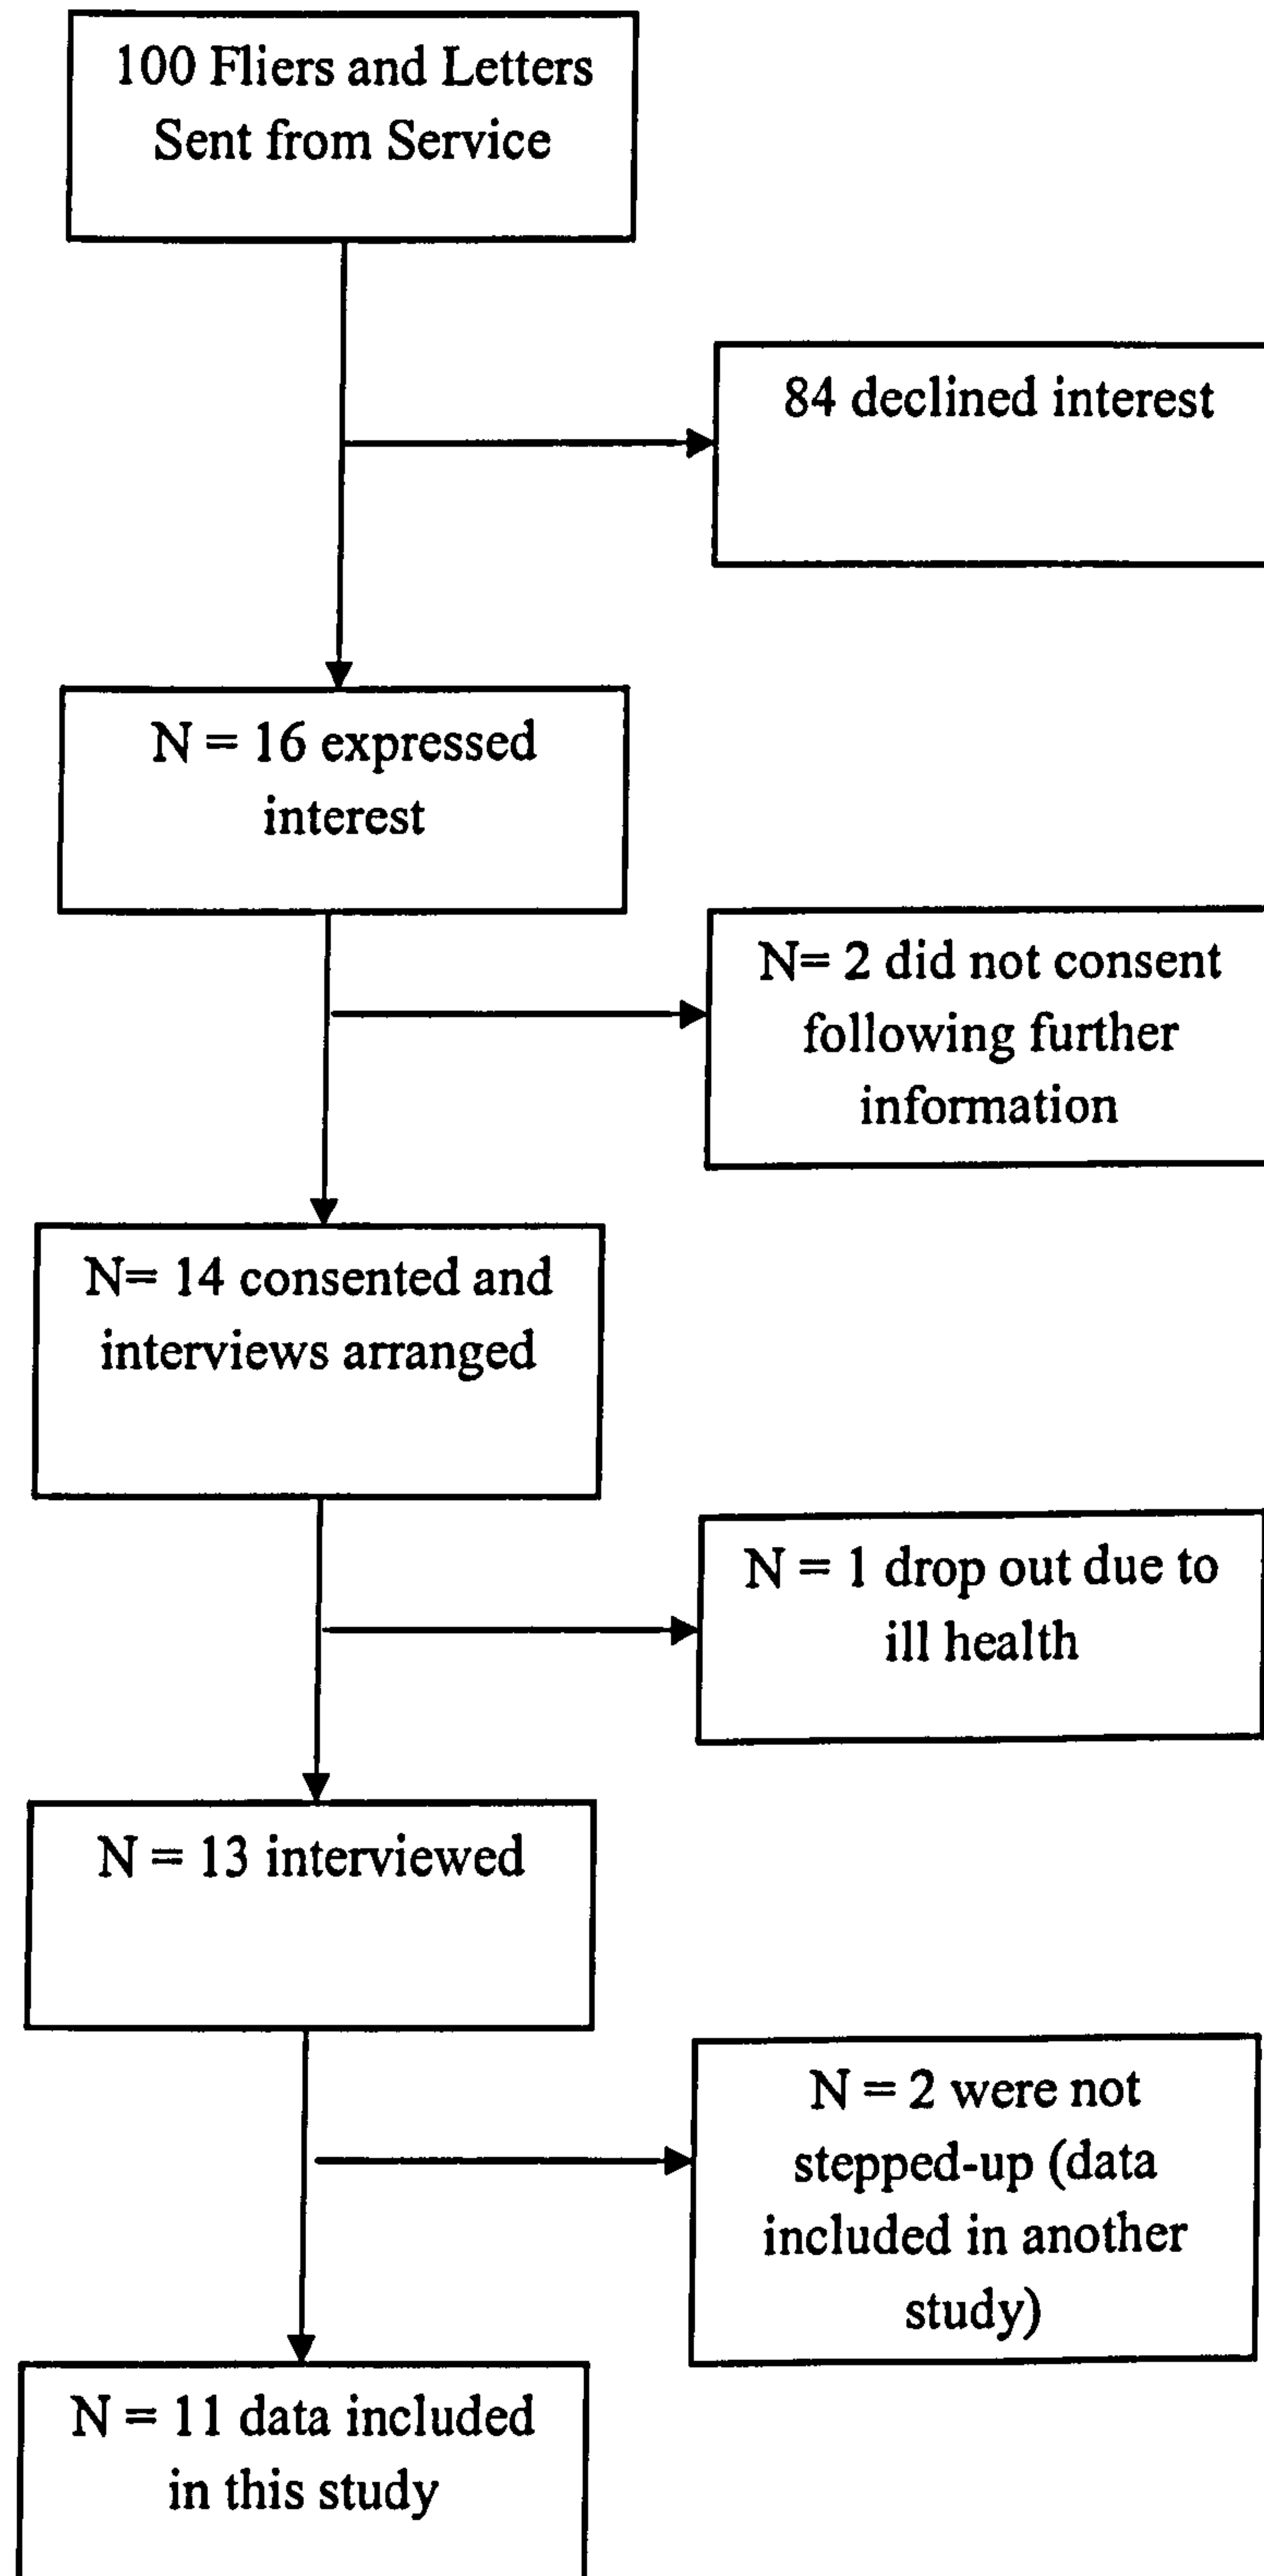 100 Fliers and Letters
Sent from Service
84 declined interest
N = 16 expressed
interest
N= 2 did not consent
following further
information
N= 14 consented and
interviews arranged
N = 1 drop out due to
ill health
N = 13 interviewed
N = 2 were not
stepped-up (data
included in another
study)
N = 11 data included
in this study